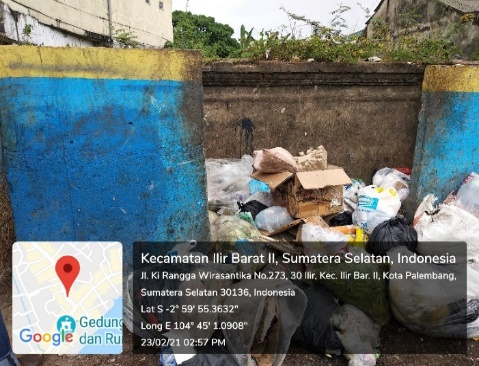 Kecamatan Ilir Barat II, Sumatera Selatan, Indonesia
Jl. Ki Rangga Wirasantika No.273, 30 Ilir, Kec. Ilir Bar. II, Kota Palembang,
Sumatera Selatan 30136, Indonesia
Lat S -2° 59' 55.3632"
Long E 104° 45' 1.0908"
23/02/21 02:57 PM
Gedung
Google
dan Ru